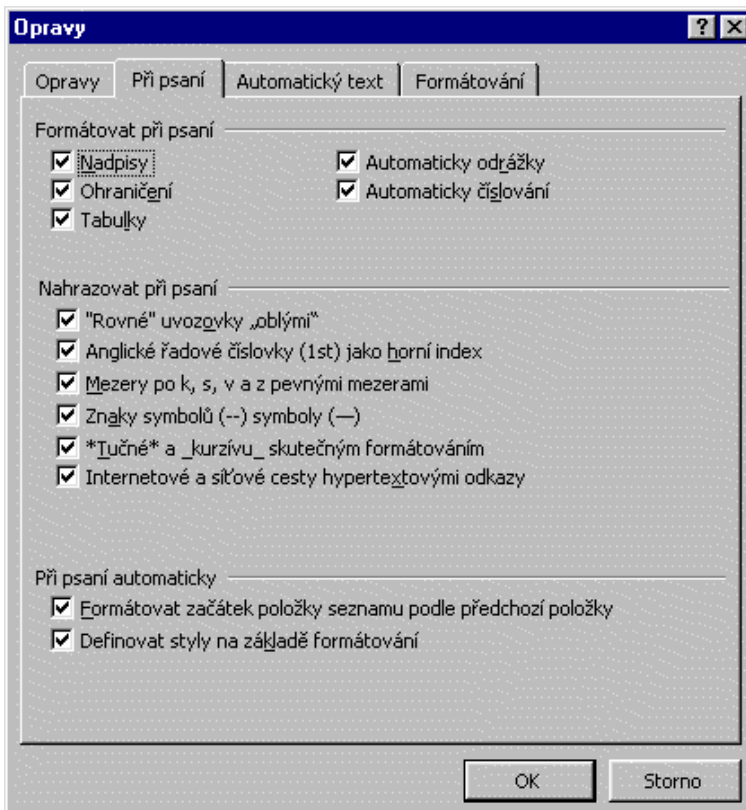 Opravy
Opravy Při psaní Automatický text Formátování
Formátovat při psaní
Nadpisy Automaticky odrážky
Ohraničení Automaticky číslování
Tabulky
Nahrazovat při psaní
"Rovné" uvozovky „oblými“
Anglické řadové číslovky (1st) jako horní index
Mezery po k, s, v a z pevnými mezerami
Znaky symbolů (--) symboly (—)
*Tučné* a _kurzívu_ skutečným formátováním
Internetové a síťové cesty hypertextovými odkazy
Při psaní automaticky
Formátovat začátek položky seznamu podle předchozí položky
Definovat styly na základě formátování
OK Storno